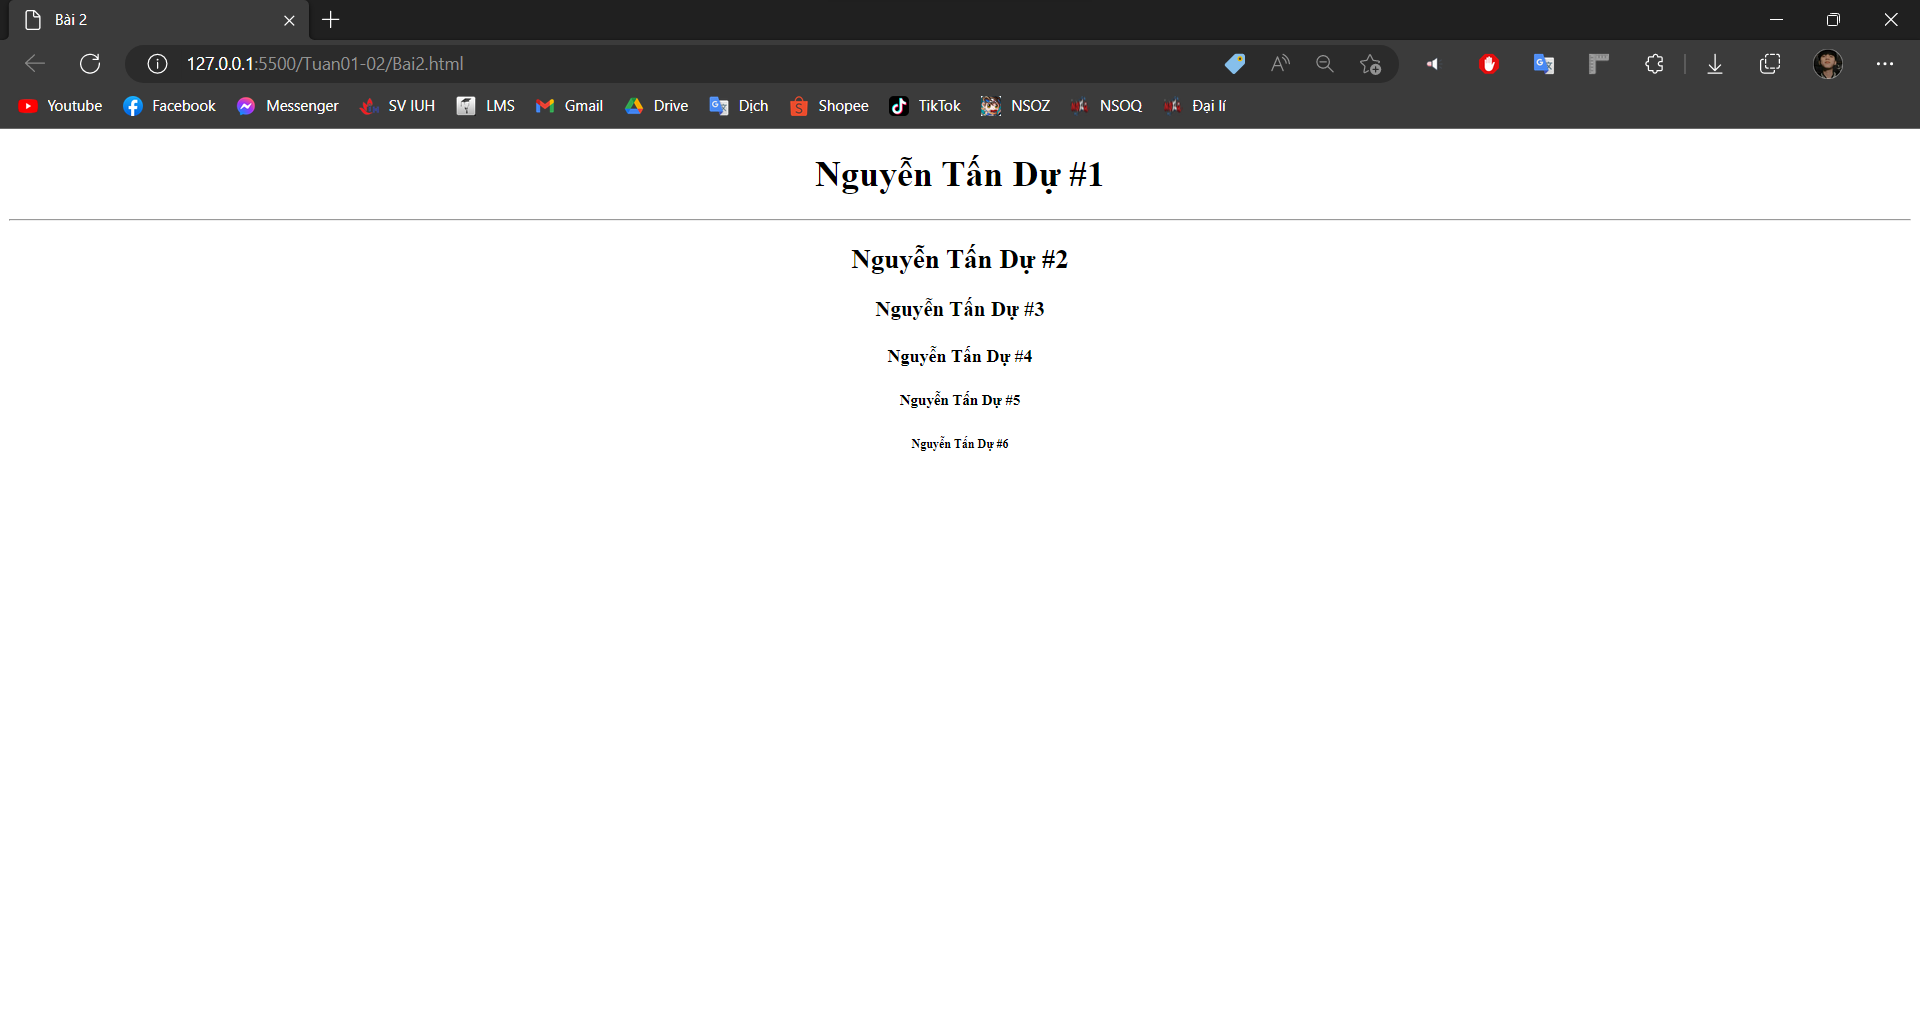 Bài 2
127.0.0.1:5500/Tuan01-02/Bai2.html
Youtube Facebook Messenger SV IUH LMS Gmail Drive Dịch Shopee TikTok NSOZ NSOQ Đại lí
Nguyễn Tấn Dự #1
Nguyễn Tấn Dự #2
Nguyễn Tấn Dự #3
Nguyễn Tấn Dự #4
Nguyễn Tấn Dự #5
Nguyễn Tấn Dự #6